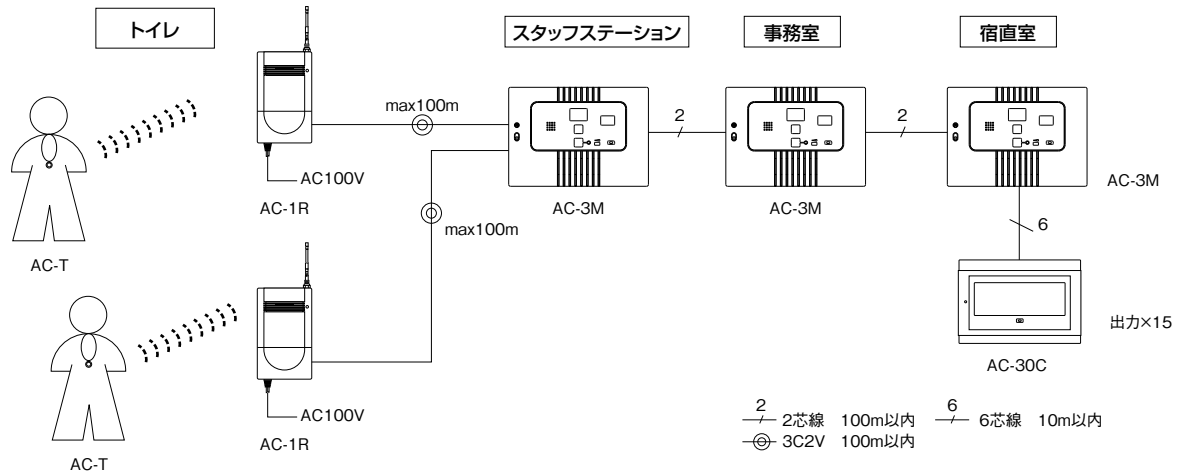 トイレ
スタッフステーション
事務室
宿直室
max100m
2
2
AC100V
AC-1R
AC-3M
AC-3M
AC-3M
AC-T
max100m
6
出力×15
AC-30C
AC100V
AC-1R
AC-T
2 2芯線 100m以内
6 6芯線 10m以内
3C2V 100m以内